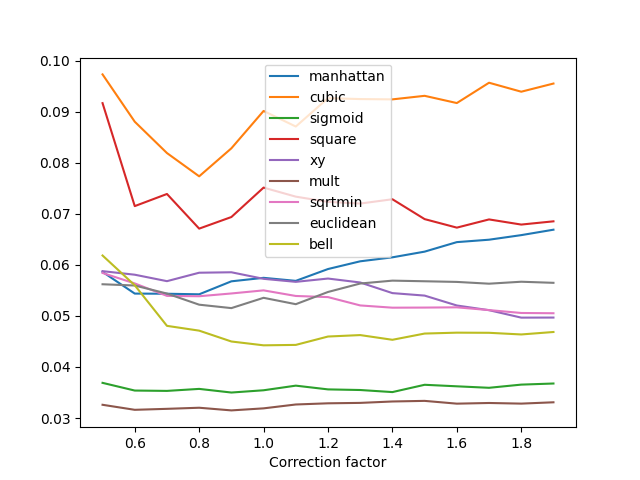 0.10
0.09
0.08
0.07
0.06
0.05
0.04
0.03
manhattan
cubic
sigmoid
square
xy
mult
sqrtmin
euclidean
bell
0.6 0.8 1.0 1.2 1.4 1.6 1.8
Correction factor